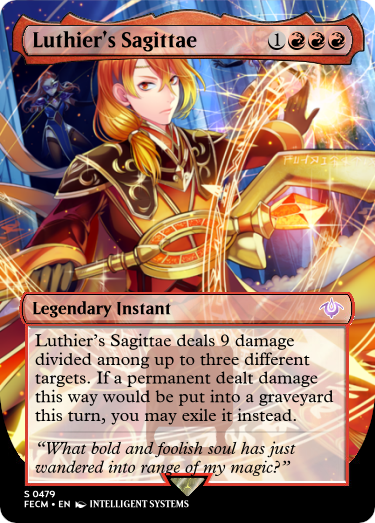 Luthier's Sagittae 1
Legendary Instant
Luthier's Sagittae deals 9 damage
divided among up to three different
targets. If a permanent dealt damage
this way would be put into a graveyard
this turn, you may exile it instead.
“What bold and foolish soul has just
wandered into range of my magic?”
S 0479
FECM • EN INTELLIGENT SYSTEMS